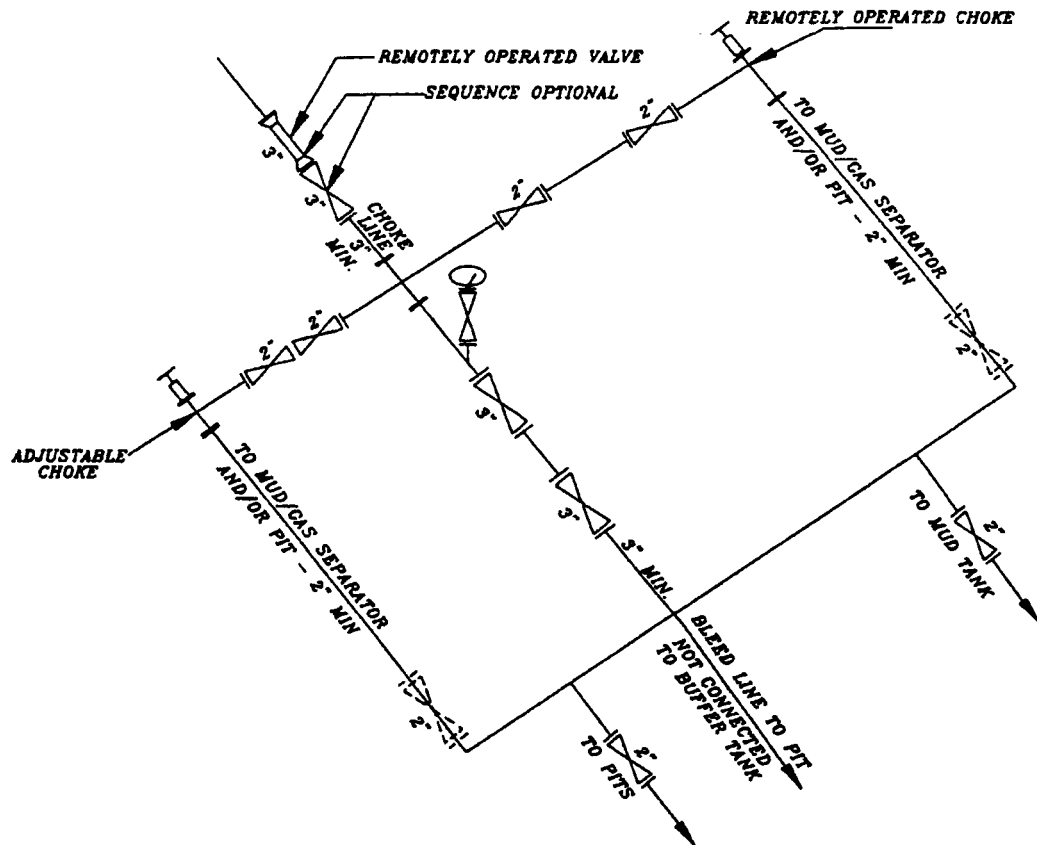 REMOTELY OPERATED CHOKE
REMOTELY OPERATED VALVE
SEQUENCE OPTIONAL
3"
3"
CHOKE
LINE
3"
MIN.
2"
2"
2"
2"
TO MUD/GAS SEPARATOR
AND/OR PIT - 2" MIN
2"
ADJUSTABLE
CHOKE
TO MUD/GAS SEPARATOR
AND/OR PIT - 2" MIN
2"
3"
3"
3" MIN.
BLEED LINE TO PIT
NOT CONNECTED
TO BUFFER TANK
2"
TO MUD TANK
2"
TO PITS